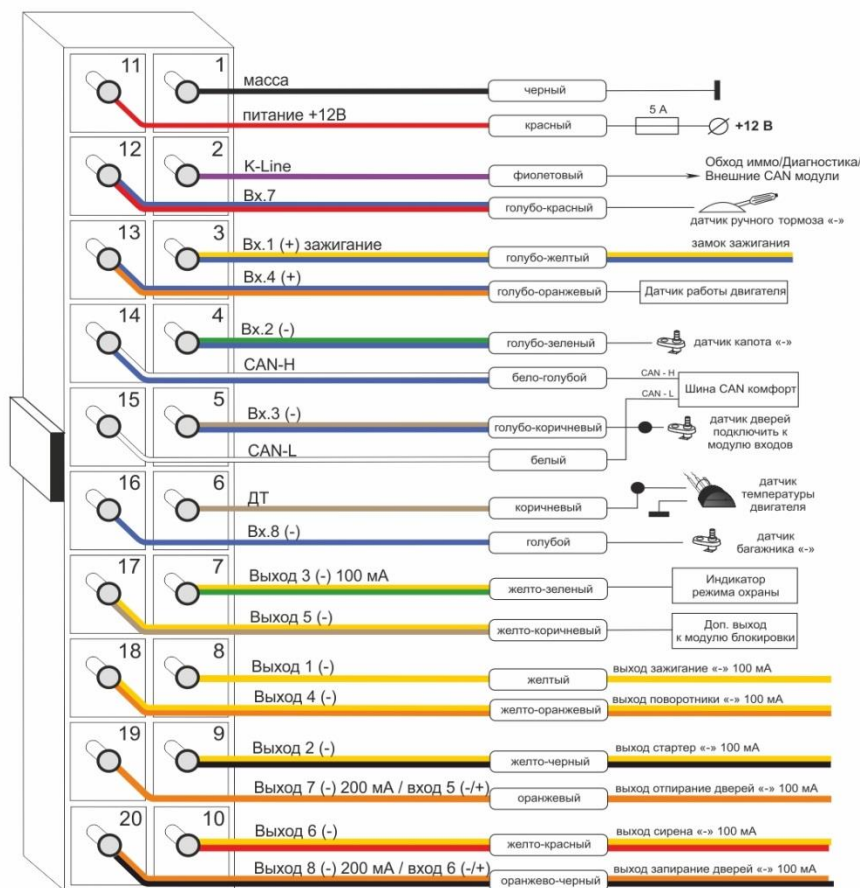 11 1 масса черный
питание +12В красный 5 А +12 В
12 2 K-Line фиолетовый Обход иммо/Диагностика/
Внешние CAN модули
Вх.7 голубо-красный датчик ручного тормоза «-»
13 3 Вх.1 (+) зажигание голубо-желтый замок зажигания
Вх.4 (+) голубо-оранжевый Датчик работы двигателя
14 4 Вх.2 (-) голубо-зеленый датчик капота «-»
CAN-H бело-голубой CAN - H
CAN - L Шина CAN комфорт
15 5 Вх.3 (-) голубо-коричневый датчик дверей
подключить к
модулю входов
CAN-L белый
16 6 ДТ коричневый датчик
температуры
двигателя
Вх.8 (-) голубой датчик
багажника «-»
17 7 Выход 3 (-) 100 мА желто-зеленый Индикатор
режима охраны
Выход 5 (-) желто-коричневый Доп. выход
к модулю блокировки
18 8 Выход 1 (-) желтый выход зажигание «-» 100 мА
Выход 4 (-) желто-оранжевый выход поворотники «-» 100 мА
19 9 Выход 2 (-) желто-черный выход стартер «-» 100 мА
Выход 7 (-) 200 мА / вход 5 (-/+) оранжевый выход отпирание дверей «-» 100 мА
20 10 Выход 6 (-) желто-красный выход сирена «-» 100 мА
Выход 8 (-) 200 мА / вход 6 (-/+) оранжево-черный выход запирание дверей «-» 100 мА